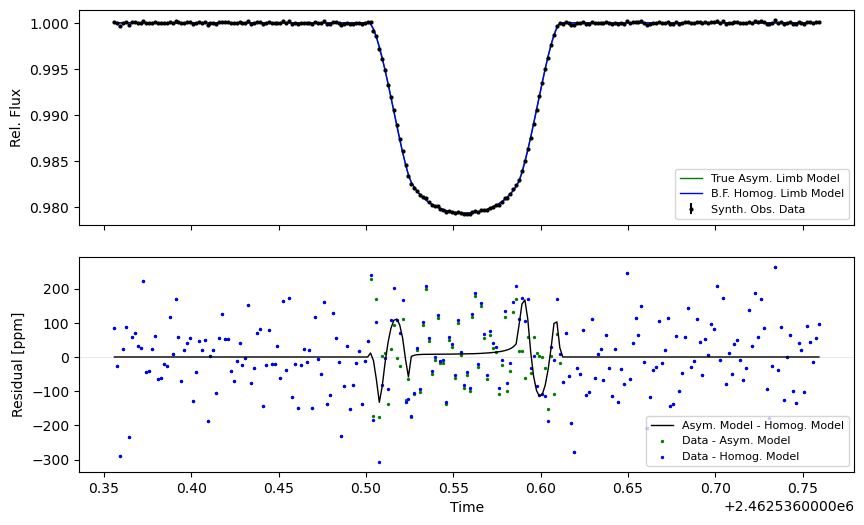 1.000
0.995
0.990
0.985
0.980
Rel. Flux
True Asym. Limb Model
B.F. Homog. Limb Model
Synth. Obs. Data
200
100
0
−100
−200
−300
Residual [ppm]
Asym. Model - Homog. Model
Data - Asym. Model
Data - Homog. Model
0.35 0.40 0.45 0.50 0.55 0.60 0.65 0.70 0.75
Time
+2.4625360000e6